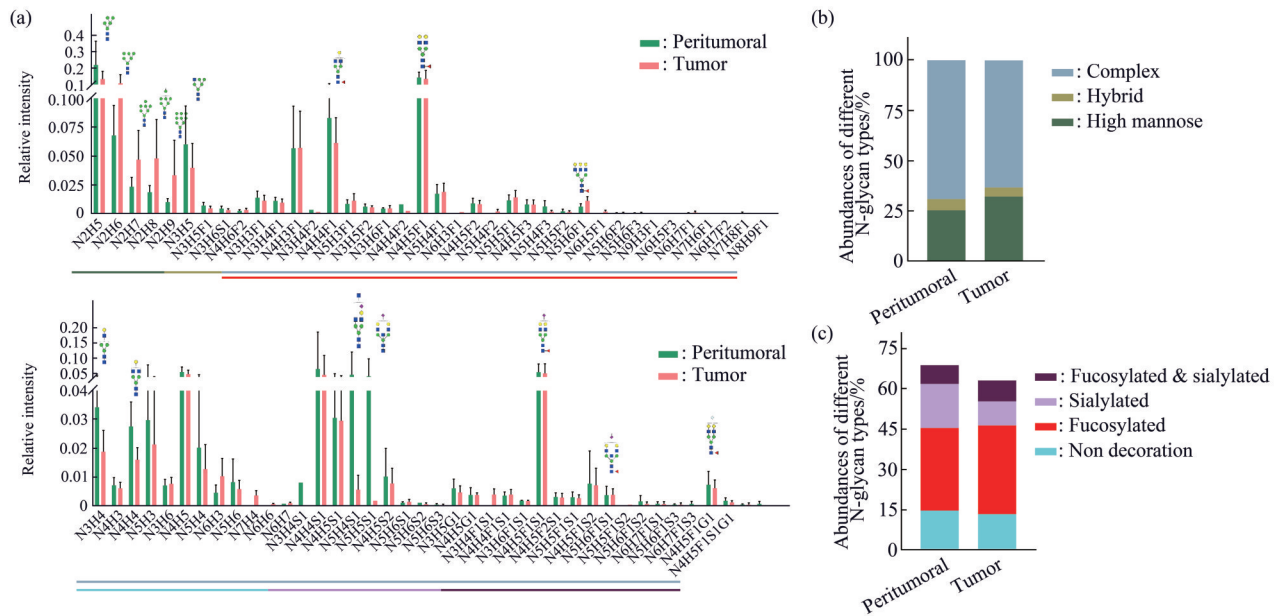 (a)
Relative intensity
0.4
0.3
0.2
0.1
0.100
0.075
0.050
0.025
0
: Peritumoral
: Tumor
N2H5
N2H6
N2H7
N2H8
N2H9
N3H5
N3H5F1
N3H6S1
N4H6F2
N3H3F1
N3H4F1
N4H3F1
N3H4F2
N4H4F1
N5H3F1
N3H5F2
N3H6F1
N4H4F2
N4H5F1
N5H4F1
N6H3F1
N4H5F2
N5H4F2
N5H5F1
N4H5F3
N5H4F3
N5H5F2
N5H6F1
N6H5F1
N5H6F2
N5H6F3
N9H3F1
N6H5F3
N6H7F1
N7H6F1
N6H7F2
N7H8F1
N8H9F1
Relative intensity
0.20
0.15
0.10
0.05
0.04
0.03
0.02
0.01
0
: Peritumoral
: Tumor
N3H4
N4H3
N4H4
N5H3
N3H6
N4H5
N5H4
N6H3
N5H6
N7H4
N6H6
N6H7
N3H4S1
N4H4S1
N4H5S1
N5H4S1
N5H5S1
N4H5S2
N5H6S1
N5H6S2
N5H6S3
N3H5G1
N4H5G1
N3H4F1S1
N4H4F1S1
N3H6F1S1
N4H5F1S1
N4H5F2S1
N5H5F1S1
N4H5F1S2
N5H6F1S1
N5H5F1S2
N5H6F1S2
N6H7F1S1
N5H6F1S3
N6H7F1S2
N6H7F1S3
N4H5F1G1
N4H5F1S1G1
(b)
Abundances of different
N-glycan types/%
100
75
50
25
0
Peritumoral
Tumor
: Complex
: Hybrid
: High mannose
(c)
Abundances of different
N-glycan types/%
75
60
45
30
15
0
Peritumoral
Tumor
: Fucosylated & sialylated
: Sialylated
: Fucosylated
: Non decoration